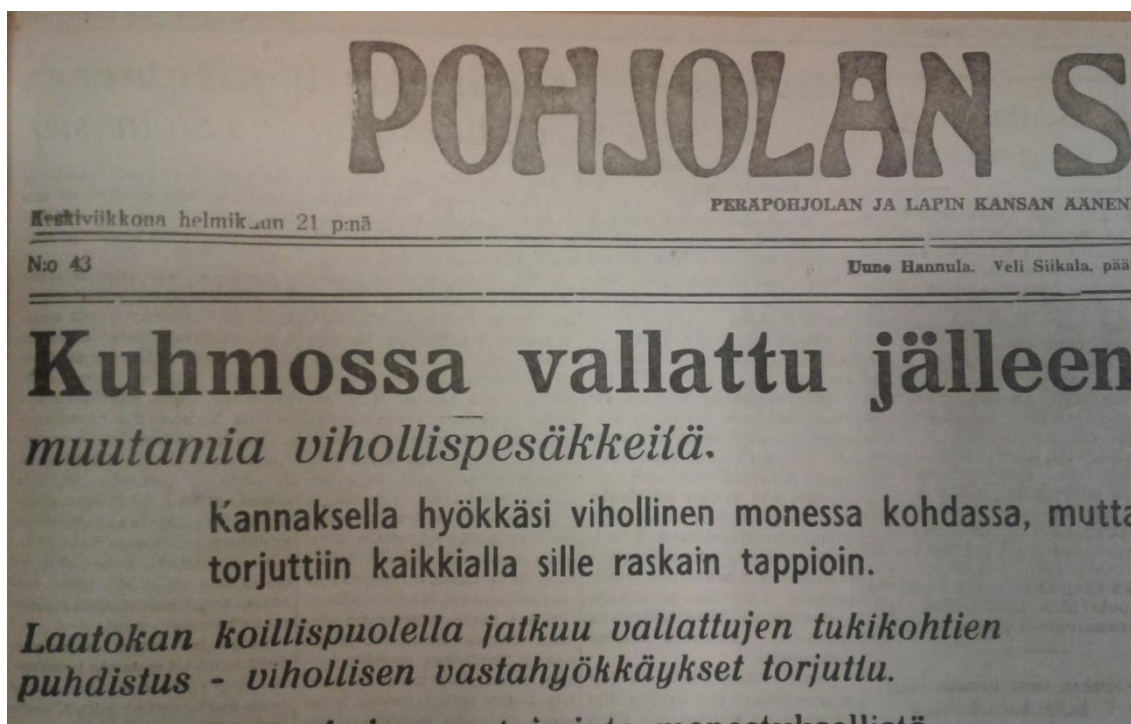 POHJOLAN S
Keskiviikkona helmikuun 21 p:nä
PERÄPOHJOLAN JA LAPIN KANSAN ÄÄNEN
N:o 43
Uuno Hannula. Veli Siikala, pää
Kuhmossa vallattu jälleen
muutamia vihollispesäkkeitä.
Kannaksella hyökkäsi vihollinen monessa kohdassa, mutta
torjuttiin kaikkialla sille raskain tappioin.
Laatokan koillispuolella jatkuu vallattujen tukikohtien
puhdistus - vihollisen vastahyökkäykset torjuttu.